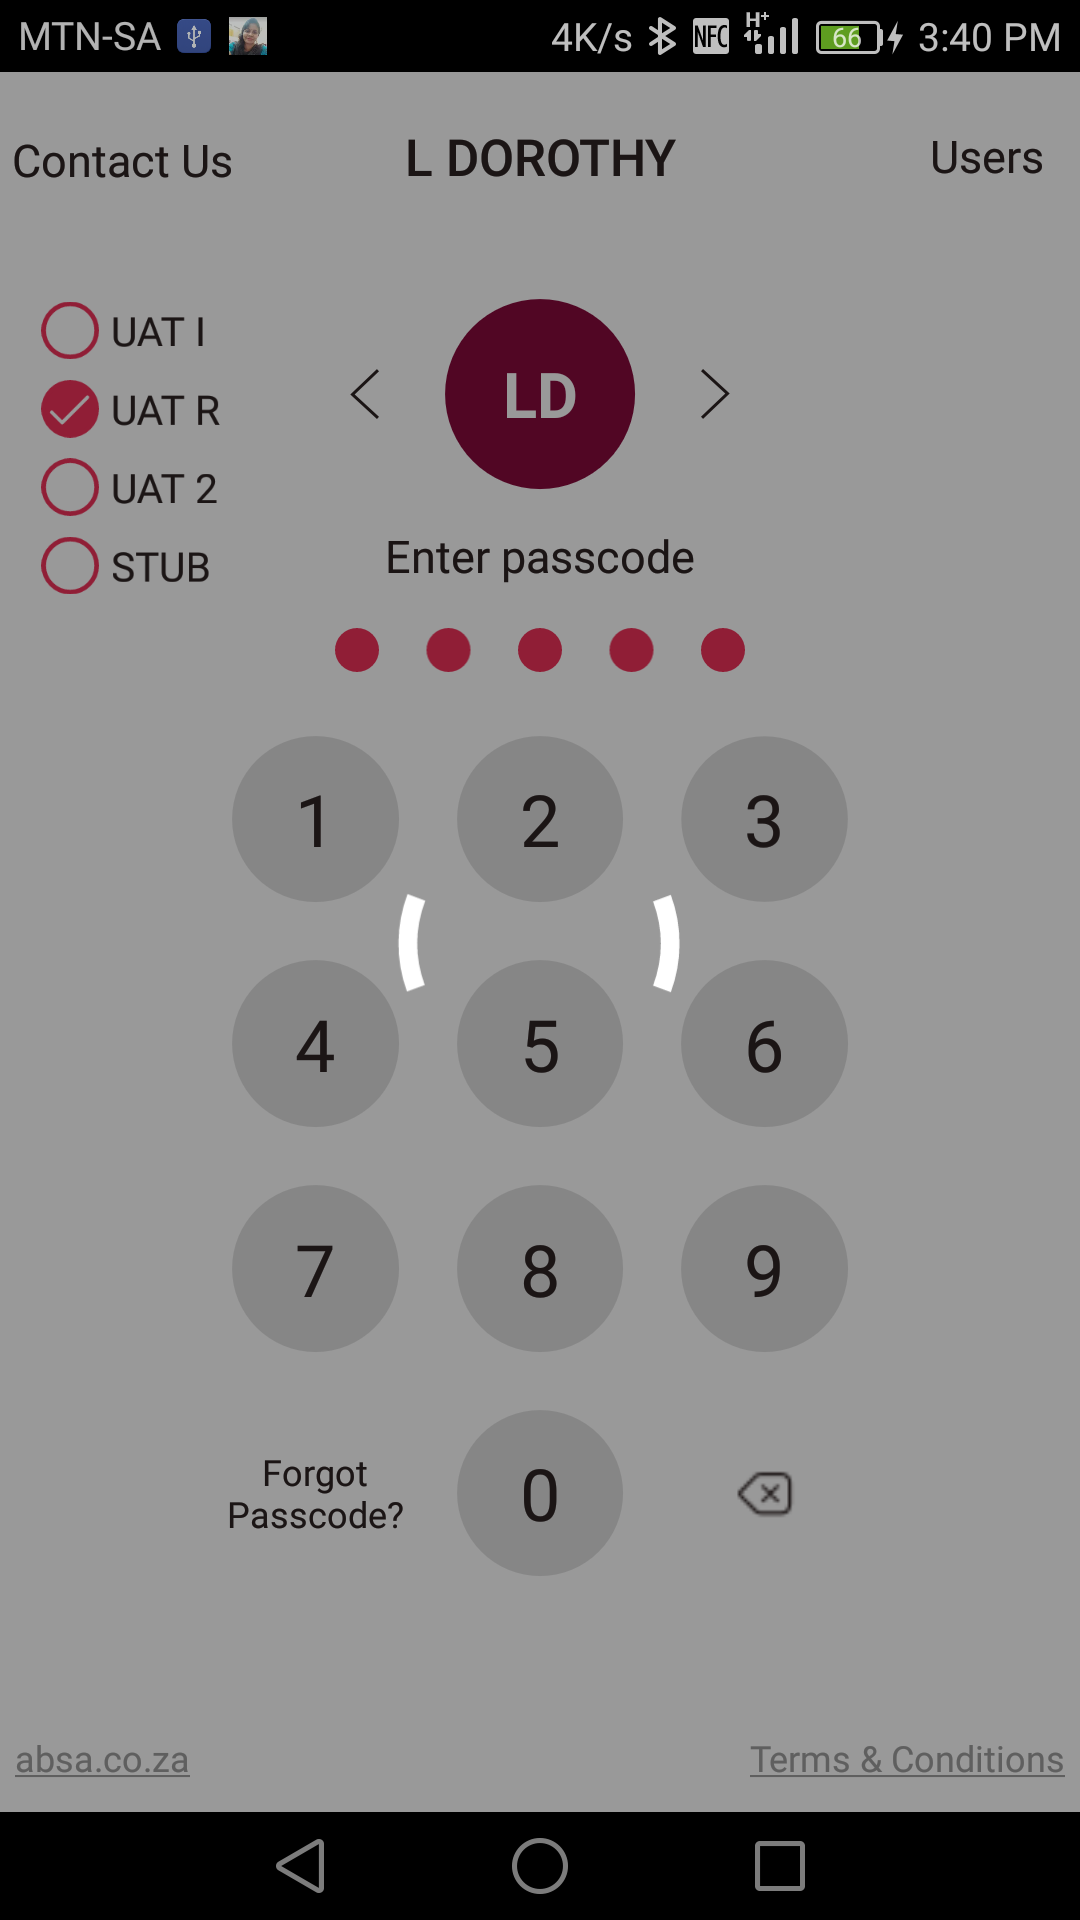 MTN-SA 4K/s NFC H+ 66 3:40 PM
Contact Us L DOROTHY Users
UAT I
UAT R
UAT 2
STUB
LD
Enter passcode
1 2 3
4 5 6
7 8 9
Forgot
Passcode?
0
absa.co.za Terms & Conditions